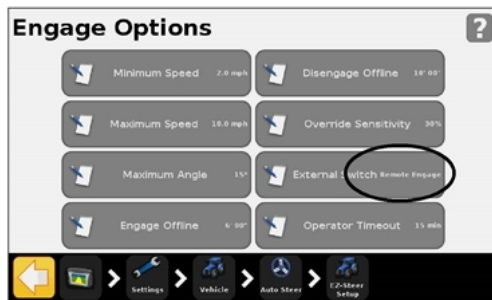 Engage Options
?
Minimum Speed 2.0 mph
Disengage Offline 10' 00"
Maximum Speed 18.0 mph
Override Sensitivity 30%
Maximum Angle 15°
External Switch Remote Engage
Engage Offline 6' 00"
Operator Timeout 15 min
> Settings > Vehicle > Auto Steer > EZ-Steer
Setup